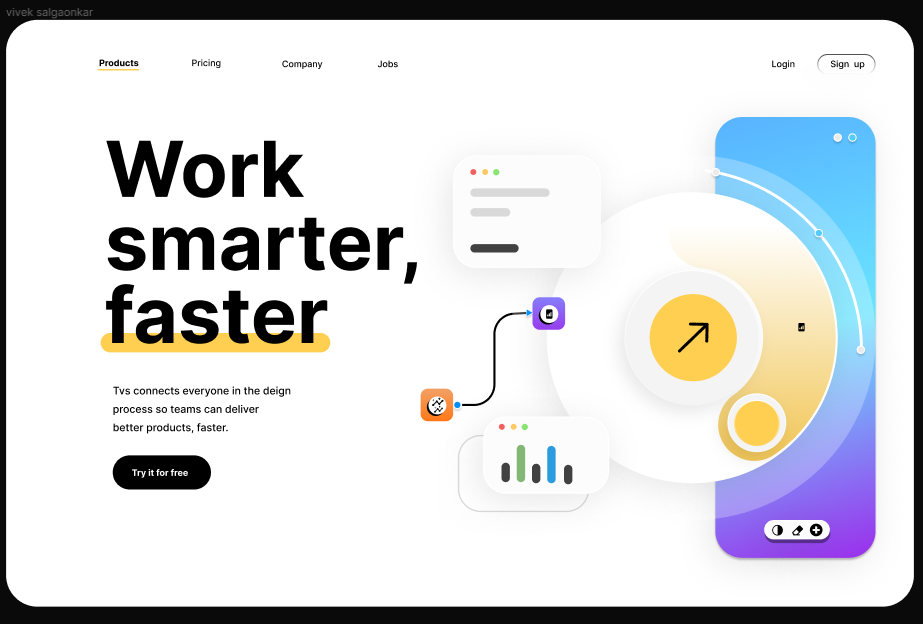 vivek salgaonkar
Products Pricing Company Jobs Login Sign up
Work
smarter,
faster
Tvs connects everyone in the deign
process so teams can deliver
better products, faster.
Try it for free